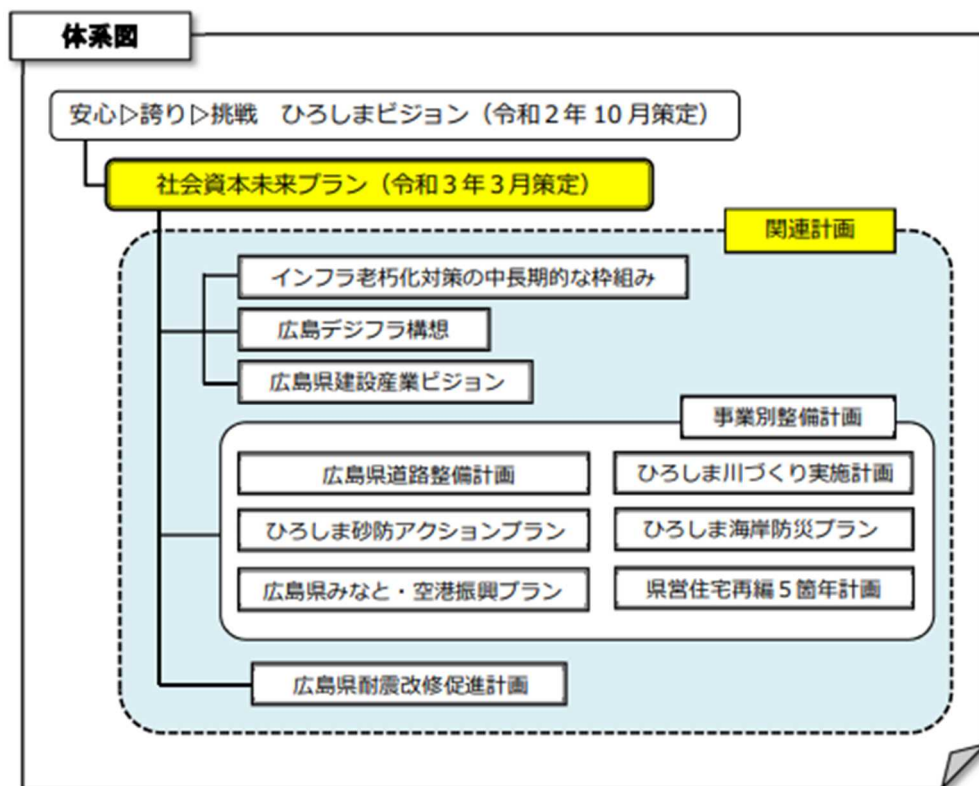 体系図
安心▷誇り▷挑戦　ひろしまビジョン（令和２年 10 月策定）
社会資本未来プラン（令和３年３月策定）
関連計画
インフラ老朽化対策の中長期的な枠組み
広島デジフラ構想
広島県建設産業ビジョン
事業別整備計画
広島県道路整備計画
ひろしま川づくり実施計画
ひろしま砂防アクションプラン
ひろしま海岸防災プラン
広島県みなと・空港振興プラン
県営住宅再編５箇年計画
広島県耐震改修促進計画